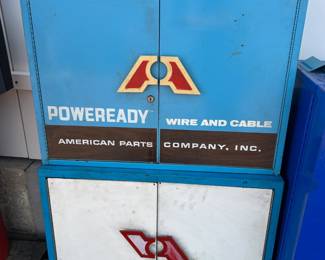 POWEREADY WIRE AND CABLE
AMERICAN PARTS COMPANY, INC.